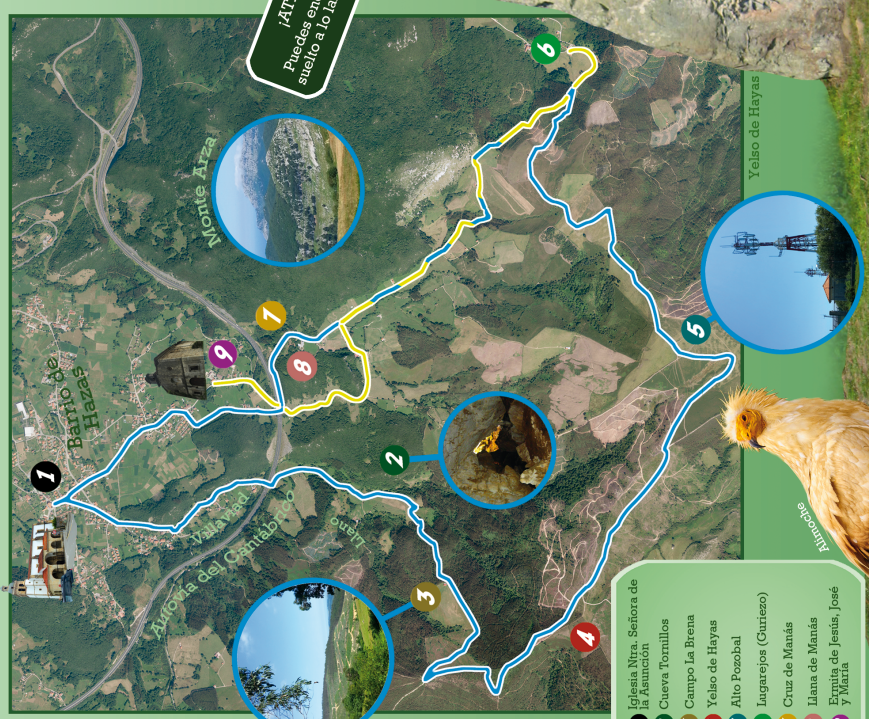 ¡AT
Puedes en
suelto a lo la
6
Monte Arza
7
9
8
Barrio de
Hazas
1
Villaviad
Autovía del Cantábrico
Llano
2
3
4
5
Yelso de Hayas
Alimoche
Iglesia Ntra. Señora de
la Asunción
Cueva Tornillos
Campo La Brena
Yelso de Hayas
Alto Pozobal
Lugarejos (Guriezo)
Cruz de Manás
Llana de Manás
Ermita de Jesús, José
y María